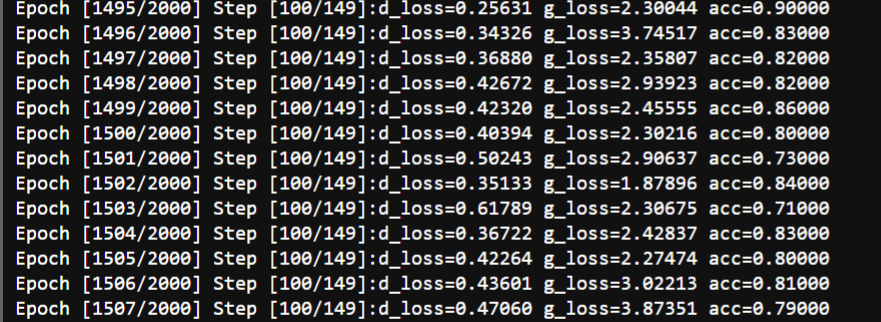 Epoch [1495/2000] Step [100/149]:d_loss=0.25631 g_loss=2.30044 acc=0.90000
Epoch [1496/2000] Step [100/149]:d_loss=0.34326 g_loss=3.74517 acc=0.83000
Epoch [1497/2000] Step [100/149]:d_loss=0.36880 g_loss=2.35807 acc=0.82000
Epoch [1498/2000] Step [100/149]:d_loss=0.42672 g_loss=2.93923 acc=0.82000
Epoch [1499/2000] Step [100/149]:d_loss=0.42320 g_loss=2.45555 acc=0.86000
Epoch [1500/2000] Step [100/149]:d_loss=0.40394 g_loss=2.30216 acc=0.80000
Epoch [1501/2000] Step [100/149]:d_loss=0.50243 g_loss=2.90637 acc=0.73000
Epoch [1502/2000] Step [100/149]:d_loss=0.35133 g_loss=1.87896 acc=0.84000
Epoch [1503/2000] Step [100/149]:d_loss=0.61789 g_loss=2.30675 acc=0.71000
Epoch [1504/2000] Step [100/149]:d_loss=0.36722 g_loss=2.42837 acc=0.83000
Epoch [1505/2000] Step [100/149]:d_loss=0.42264 g_loss=2.27474 acc=0.80000
Epoch [1506/2000] Step [100/149]:d_loss=0.43601 g_loss=3.02213 acc=0.81000
Epoch [1507/2000] Step [100/149]:d_loss=0.47060 g_loss=3.87351 acc=0.79000